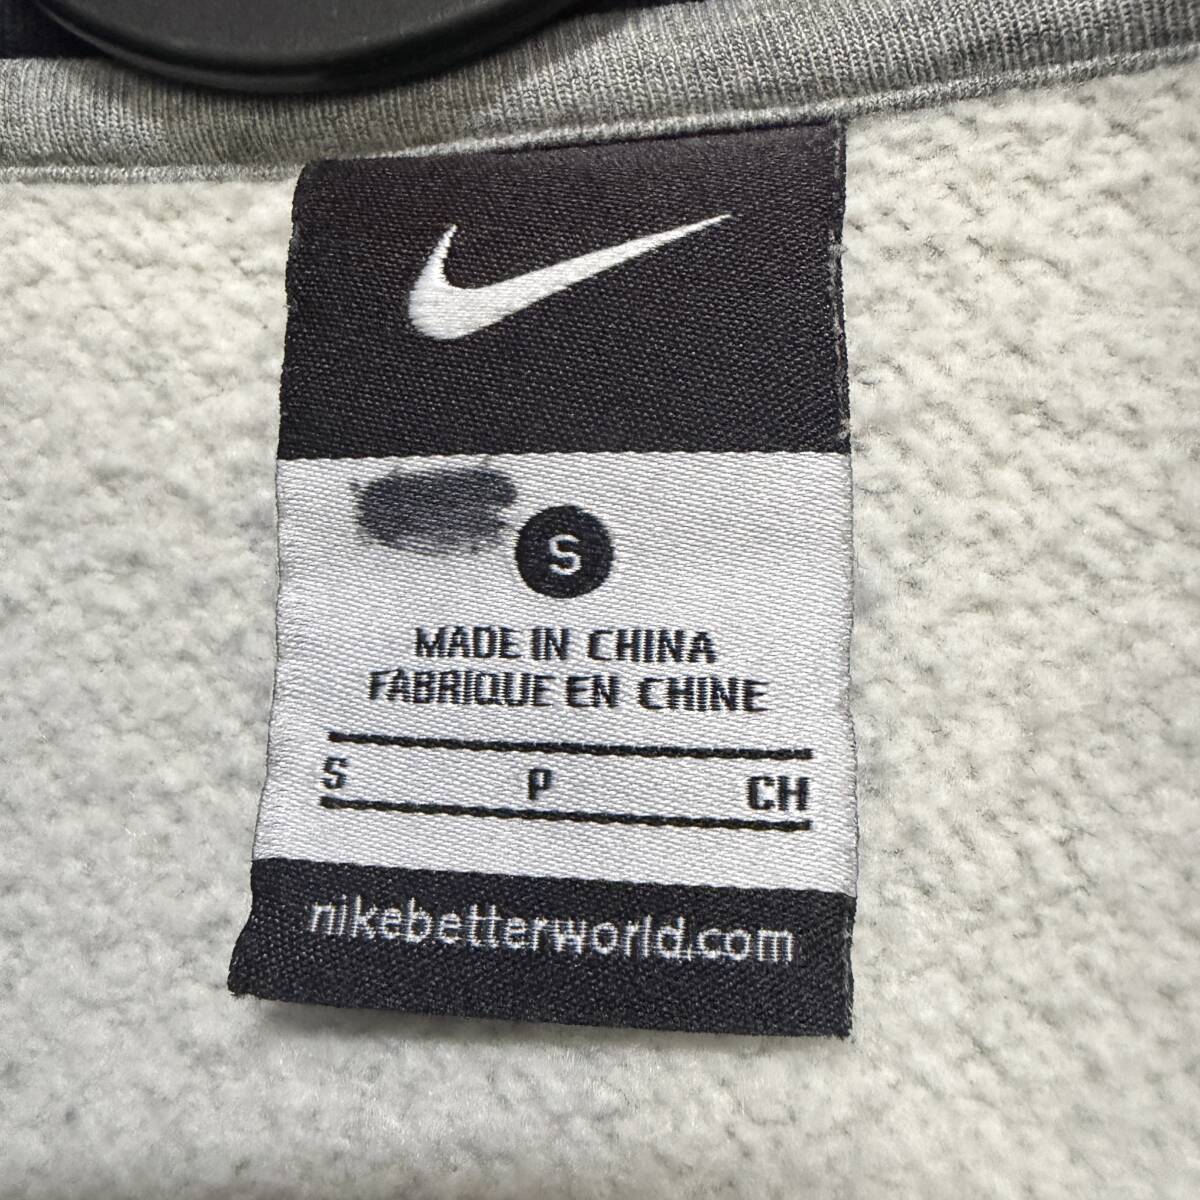 S
MADE IN CHINA
FABRIQUE EN CHINE
S P CH
nikebetterworld.com